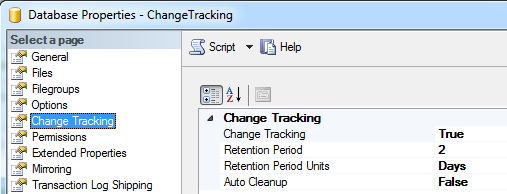 Database Properties - ChangeTracking
Select a page
General
Files
Filegroups
Options
Change Tracking
Permissions
Extended Properties
Mirroring
Transaction Log Shipping
Script
Help
A
Z
Change Tracking
Change Tracking True
Retention Period 2
Retention Period Units Days
Auto Cleanup False